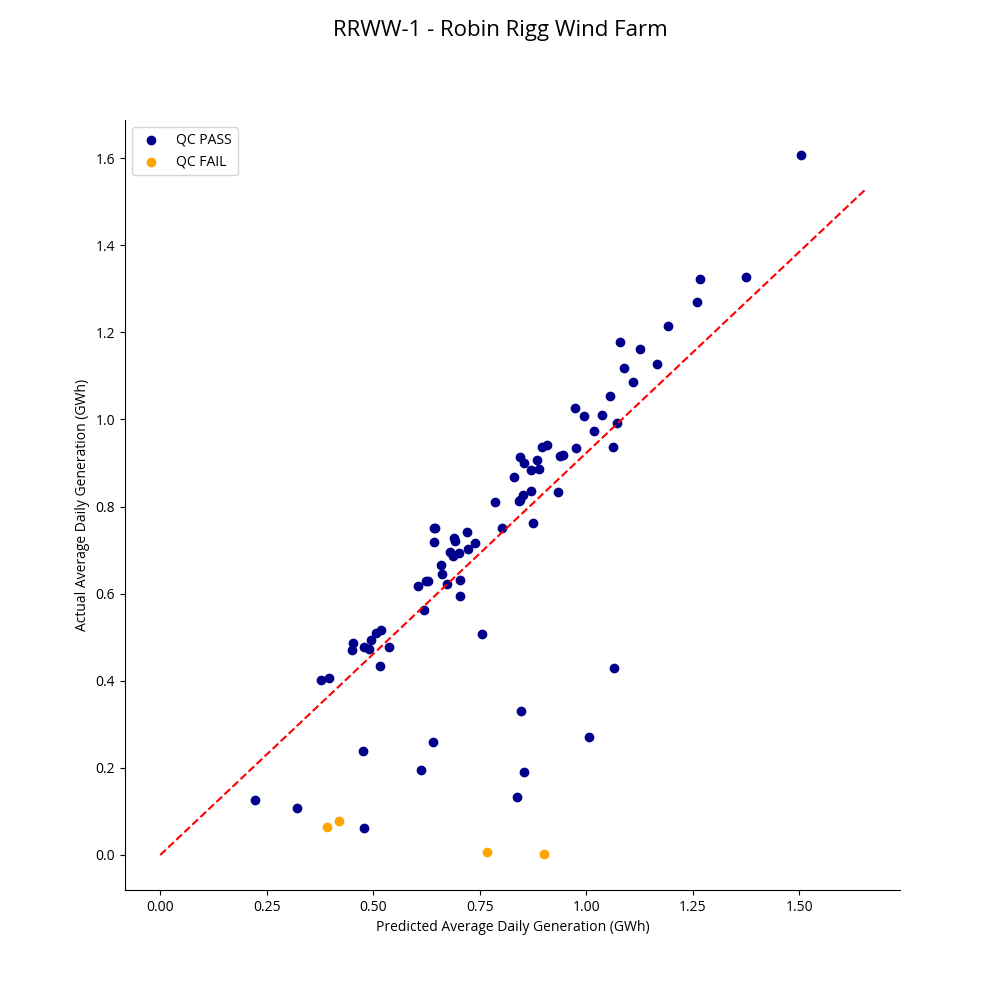 RRWW-1 - Robin Rigg Wind Farm
QC PASS
QC FAIL
Actual Average Daily Generation (GWh)
1.6
1.4
1.2
1.0
0.8
0.6
0.4
0.2
0.0
0.00 0.25 0.50 0.75 1.00 1.25 1.50
Predicted Average Daily Generation (GWh)